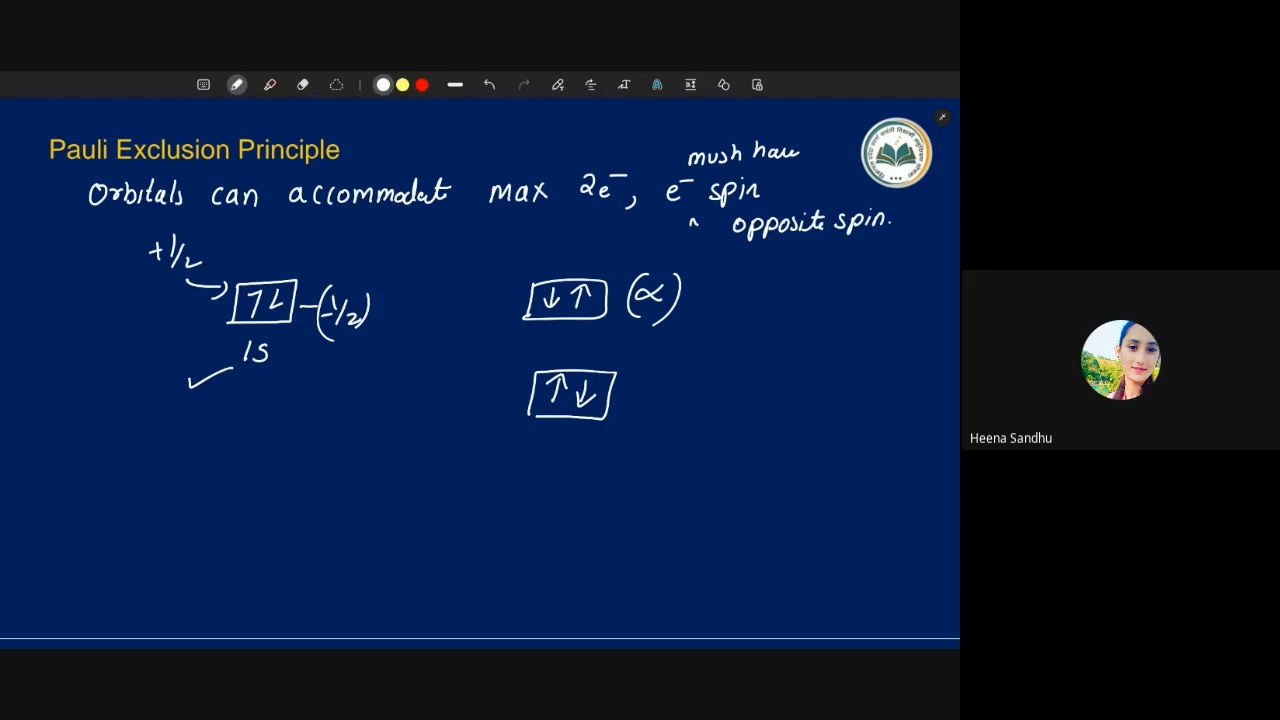 Pauli Exclusion Principle
must have
Orbitals can accommodate max 2e⁻, e⁻ spin
opposite spin.
+1/2
↑↓ -(-1/2)
1s
↓↑ (∝)
↑↓
Heena Sandhu